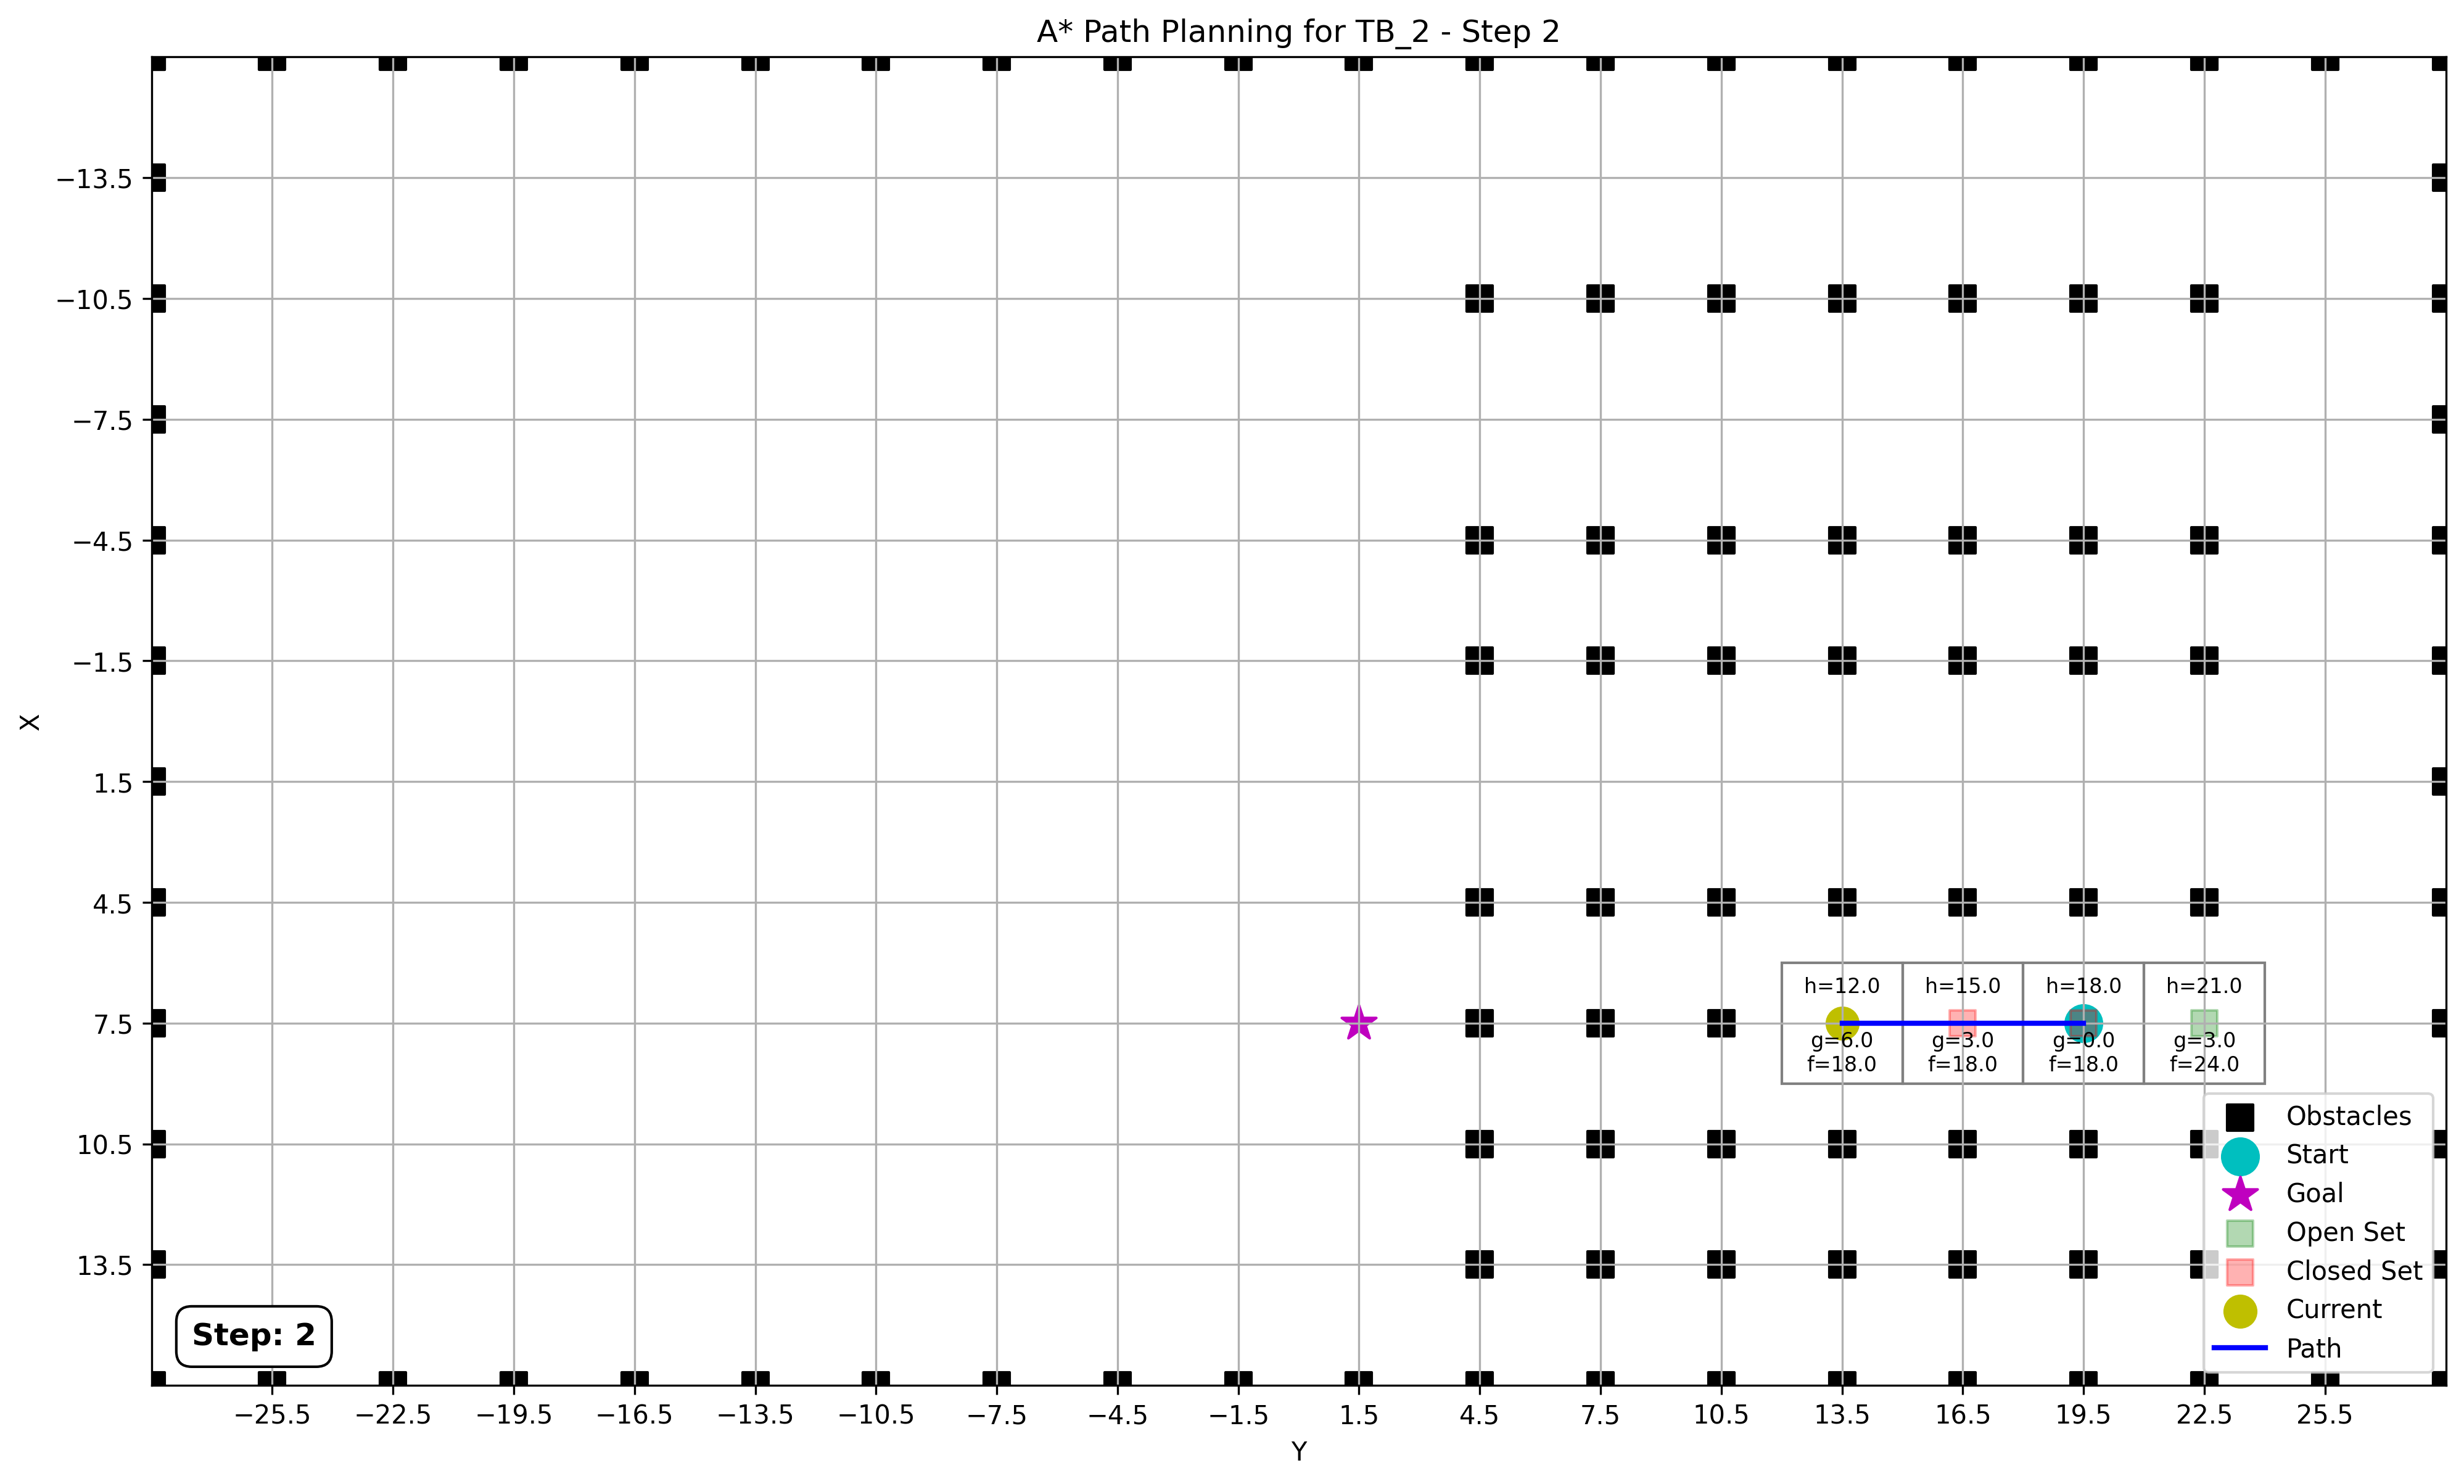 A* Path Planning for TB_2 - Step 2
X
−13.5
−10.5
−7.5
−4.5
−1.5
1.5
4.5
7.5
10.5
13.5
h=12.0 h=15.0 h=18.0 h=21.0
g=6.0 g=3.0 g=0.0 g=3.0
f=18.0 f=18.0 f=18.0 f=24.0
Obstacles
Start
Goal
Open Set
Closed Set
Current
Path
Step: 2
−25.5 −22.5 −19.5 −16.5 −13.5 −10.5 −7.5 −4.5 −1.5 1.5 4.5 7.5 10.5 13.5 16.5 19.5 22.5 25.5
Y